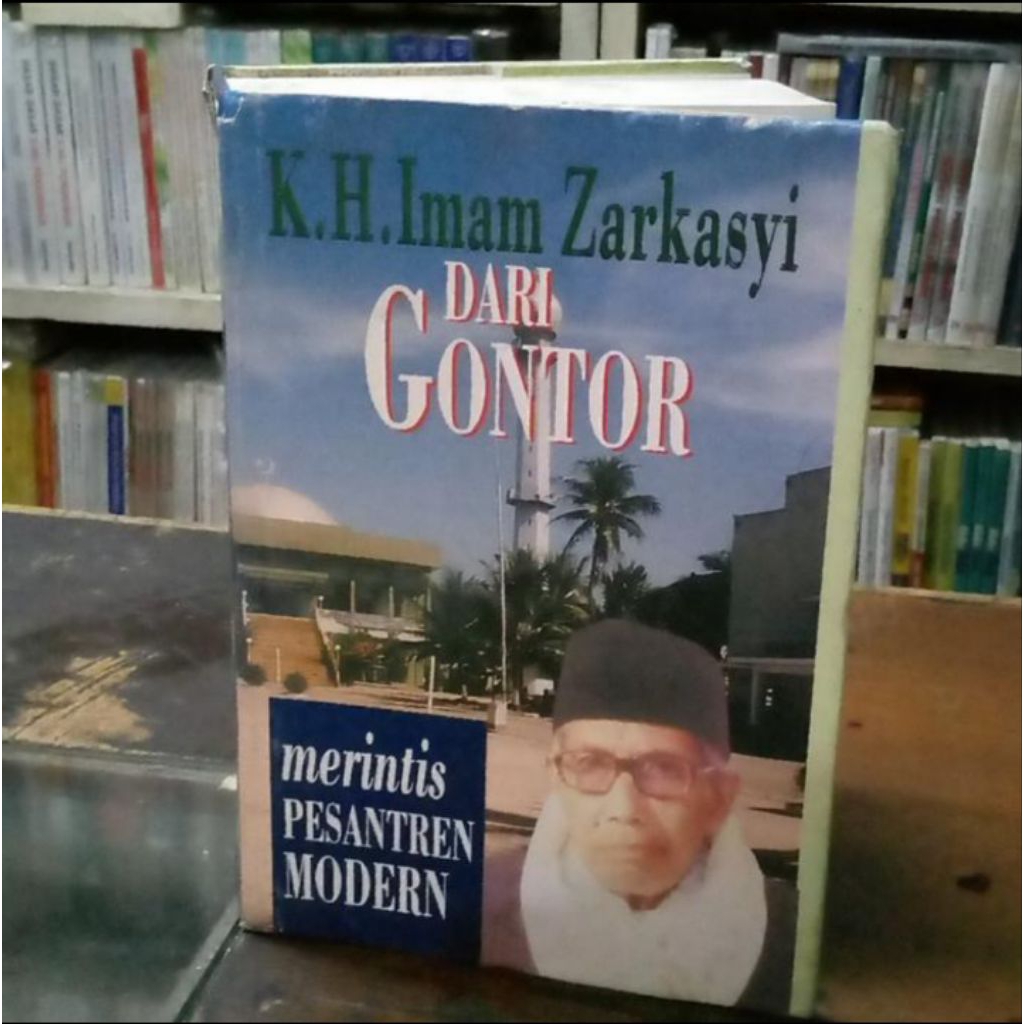 K.H.Imam Zarkasyi
DARI
GONTOR
merintis
PESANTREN
MODERN